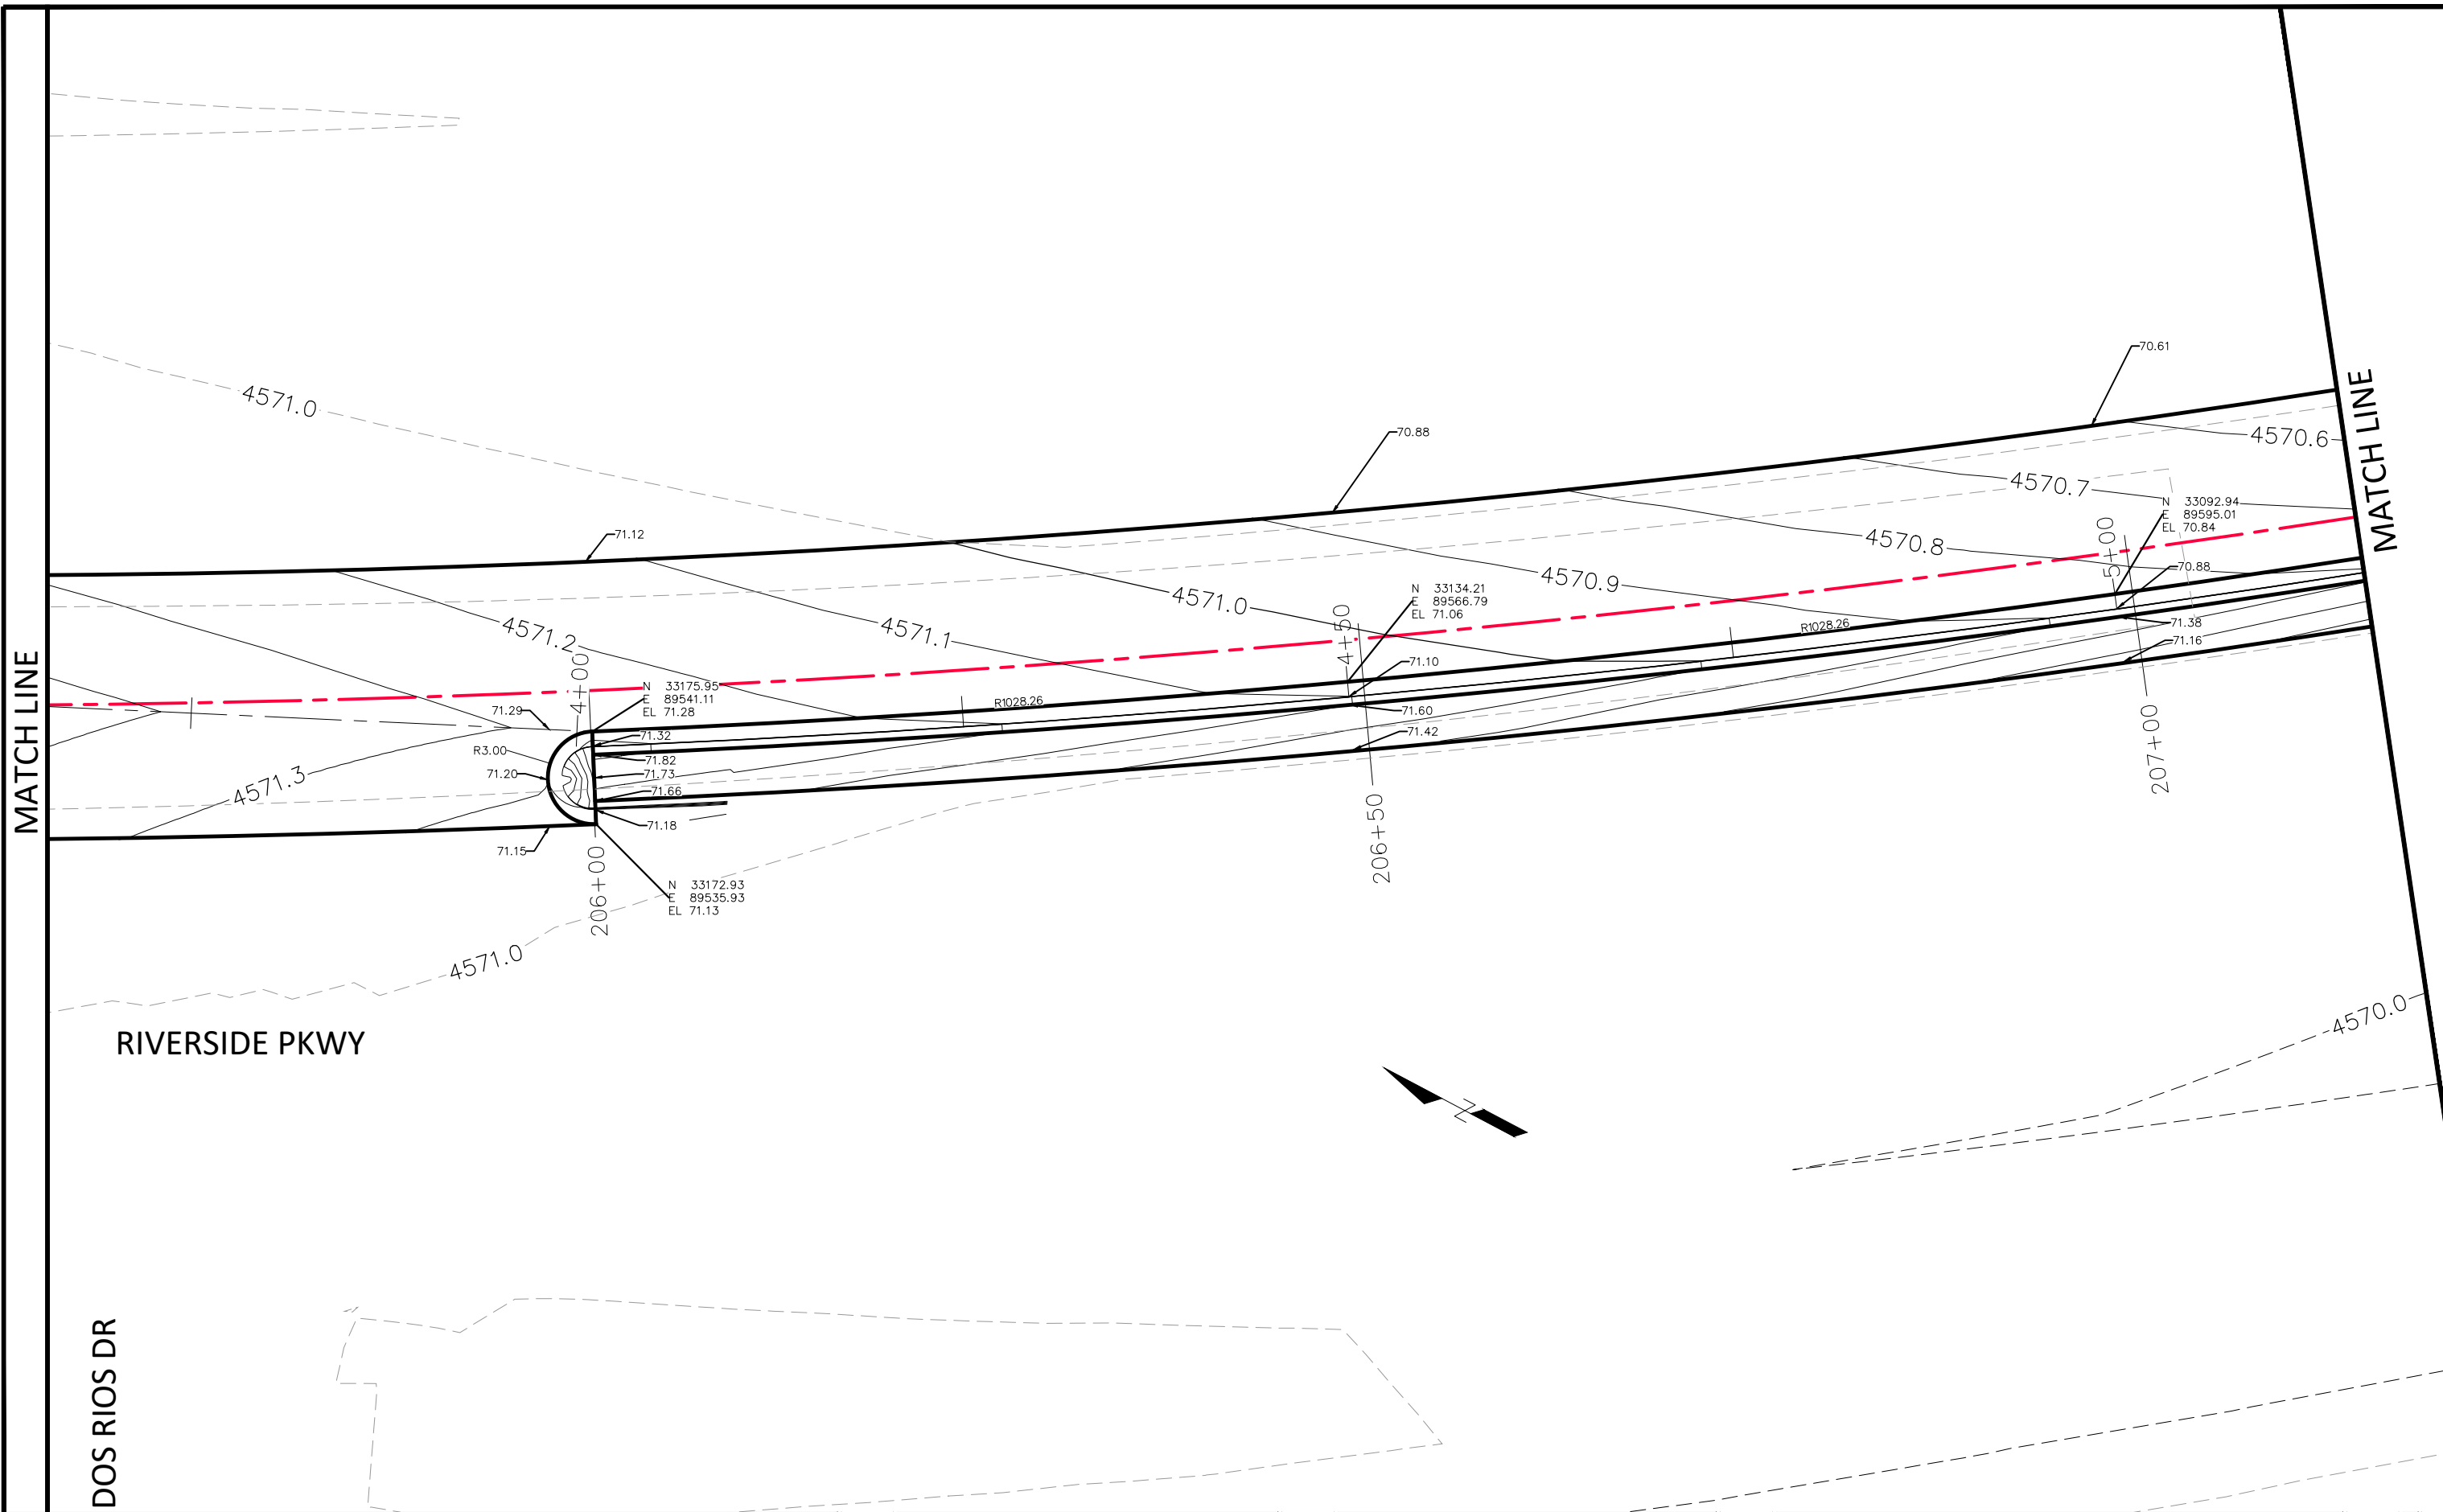 4571.0
70.61
70.88
4570.6
MATCH LINE
4570.7
71.12
N 33092.94
E 89595.01
EL 70.84
4570.8
5+00
70.88
4570.9
4571.0
N 33134.21
E 89566.79
EL 71.06
4571.2
4571.1
4+50
R1028.26
71.38
71.16
MATCH LINE
4+00
N 33175.95
E 89541.11
EL 71.28
71.10
R1028.26
71.60
71.29
71.32
71.42
R3.00
71.82
71.20
71.73
4571.3
71.66
71.18
207+00
71.15
206+50
206+00
N 33172.93
E 89535.93
EL 71.13
4571.0
4570.0
RIVERSIDE PKWY
N
DOS RIOS DR